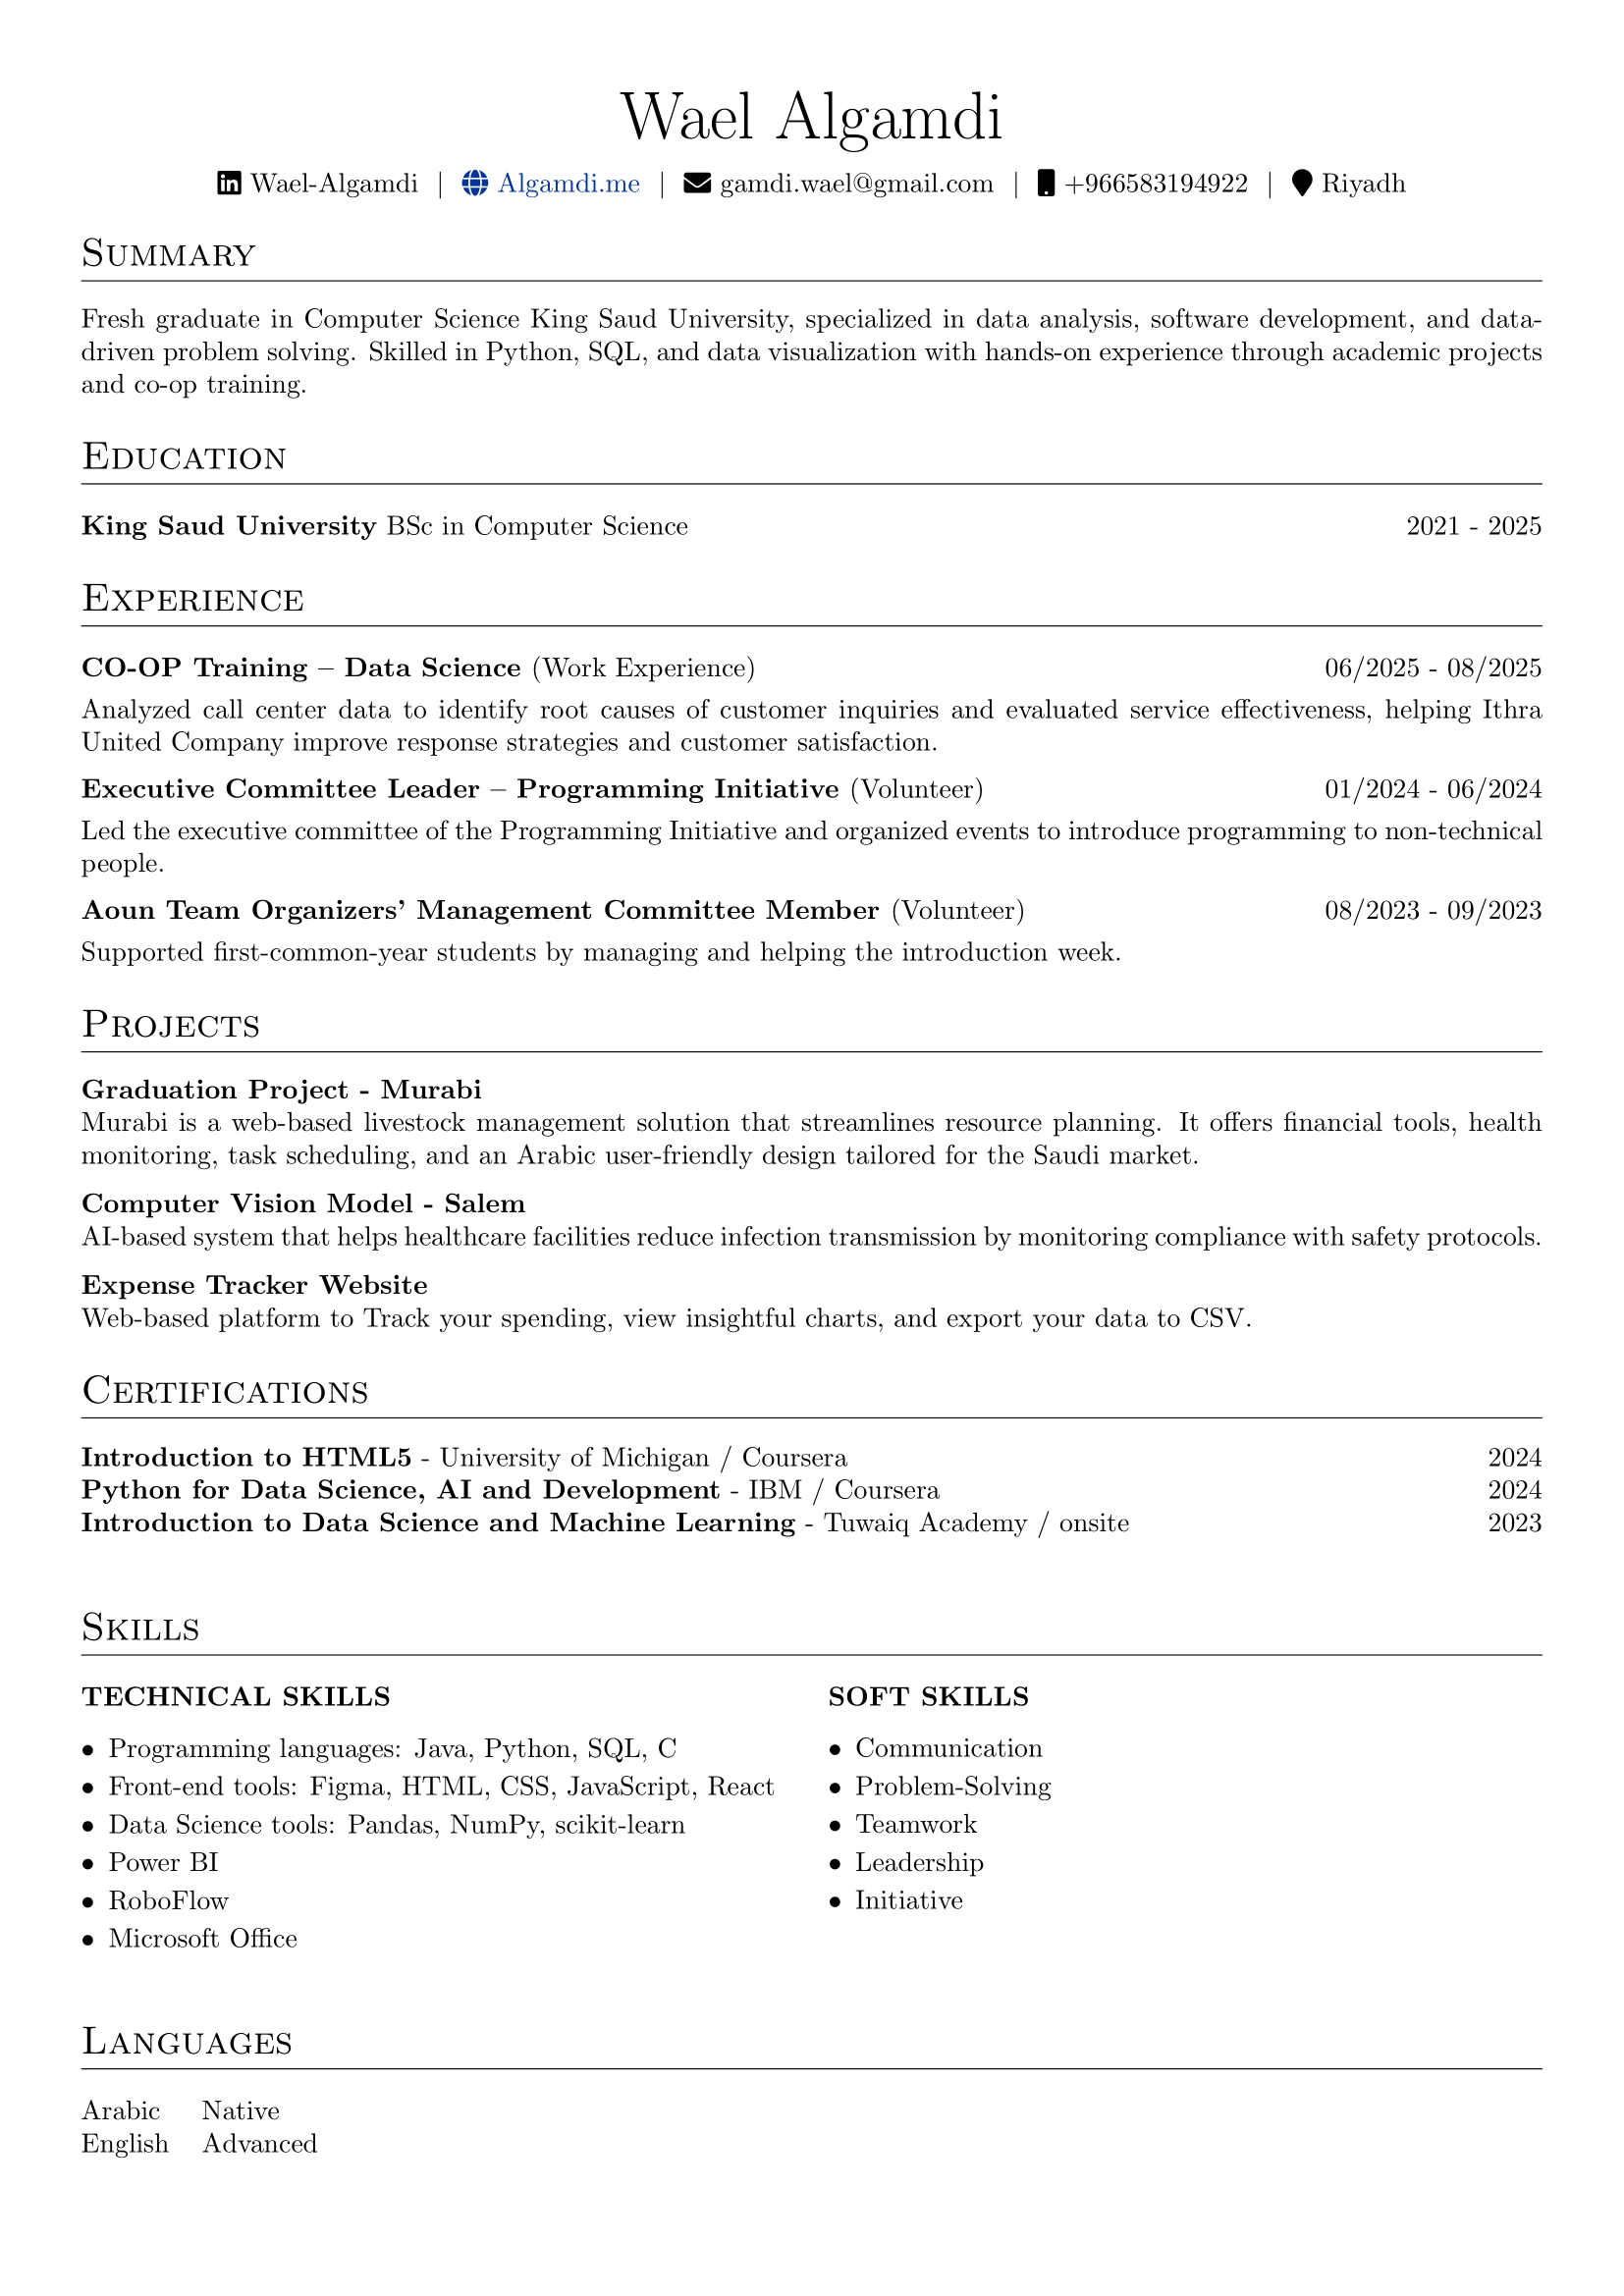 Wael Algamdi
Wael-Algamdi | Algamdi.me | gamdi.wael@gmail.com | +966583194922 | Riyadh
Summary
Fresh graduate in Computer Science King Saud University, specialized in data analysis, software development, and data-
driven problem solving. Skilled in Python, SQL, and data visualization with hands-on experience through academic projects
and co-op training.
Education
King Saud University BSc in Computer Science 2021 - 2025
Experience
CO-OP Training – Data Science (Work Experience) 06/2025 - 08/2025
Analyzed call center data to identify root causes of customer inquiries and evaluated service effectiveness, helping Ithra
United Company improve response strategies and customer satisfaction.
Executive Committee Leader – Programming Initiative (Volunteer) 01/2024 - 06/2024
Led the executive committee of the Programming Initiative and organized events to introduce programming to non-technical
people.
Aoun Team Organizers' Management Committee Member (Volunteer) 08/2023 - 09/2023
Supported first-common-year students by managing and helping the introduction week.
Projects
Graduation Project - Murabi
Murabi is a web-based livestock management solution that streamlines resource planning. It offers financial tools, health
monitoring, task scheduling, and an Arabic user-friendly design tailored for the Saudi market.
Computer Vision Model - Salem
AI-based system that helps healthcare facilities reduce infection transmission by monitoring compliance with safety protocols.
Expense Tracker Website
Web-based platform to Track your spending, view insightful charts, and export your data to CSV.
Certifications
Introduction to HTML5 - University of Michigan / Coursera 2024
Python for Data Science, AI and Development - IBM / Coursera 2024
Introduction to Data Science and Machine Learning - Tuwaiq Academy / onsite 2023
Skills
TECHNICAL SKILLS
• Programming languages: Java, Python, SQL, C
• Front-end tools: Figma, HTML, CSS, JavaScript, React
• Data Science tools: Pandas, NumPy, scikit-learn
• Power BI
• RoboFlow
• Microsoft Office
SOFT SKILLS
• Communication
• Problem-Solving
• Teamwork
• Leadership
• Initiative
Languages
Arabic Native
English Advanced